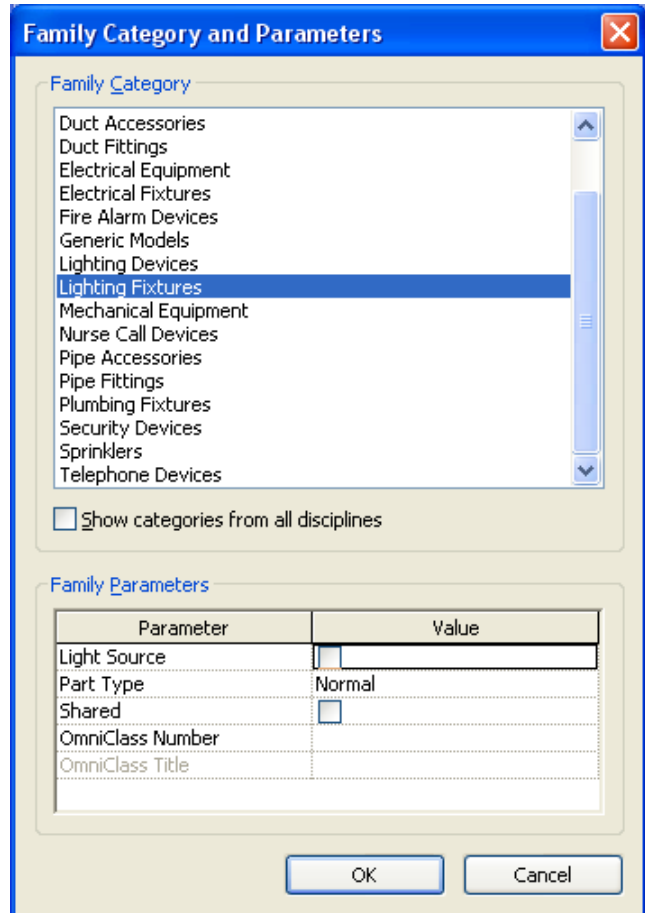 Family Category and Parameters
Family Category
Duct Accessories
Duct Fittings
Electrical Equipment
Electrical Fixtures
Fire Alarm Devices
Generic Models
Lighting Devices
Lighting Fixtures
Mechanical Equipment
Nurse Call Devices
Pipe Accessories
Pipe Fittings
Plumbing Fixtures
Security Devices
Sprinklers
Telephone Devices
Show categories from all disciplines
Family Parameters
Parameter Value
Light Source
Part Type Normal
Shared
OmniClass Number
OmniClass Title
OK Cancel